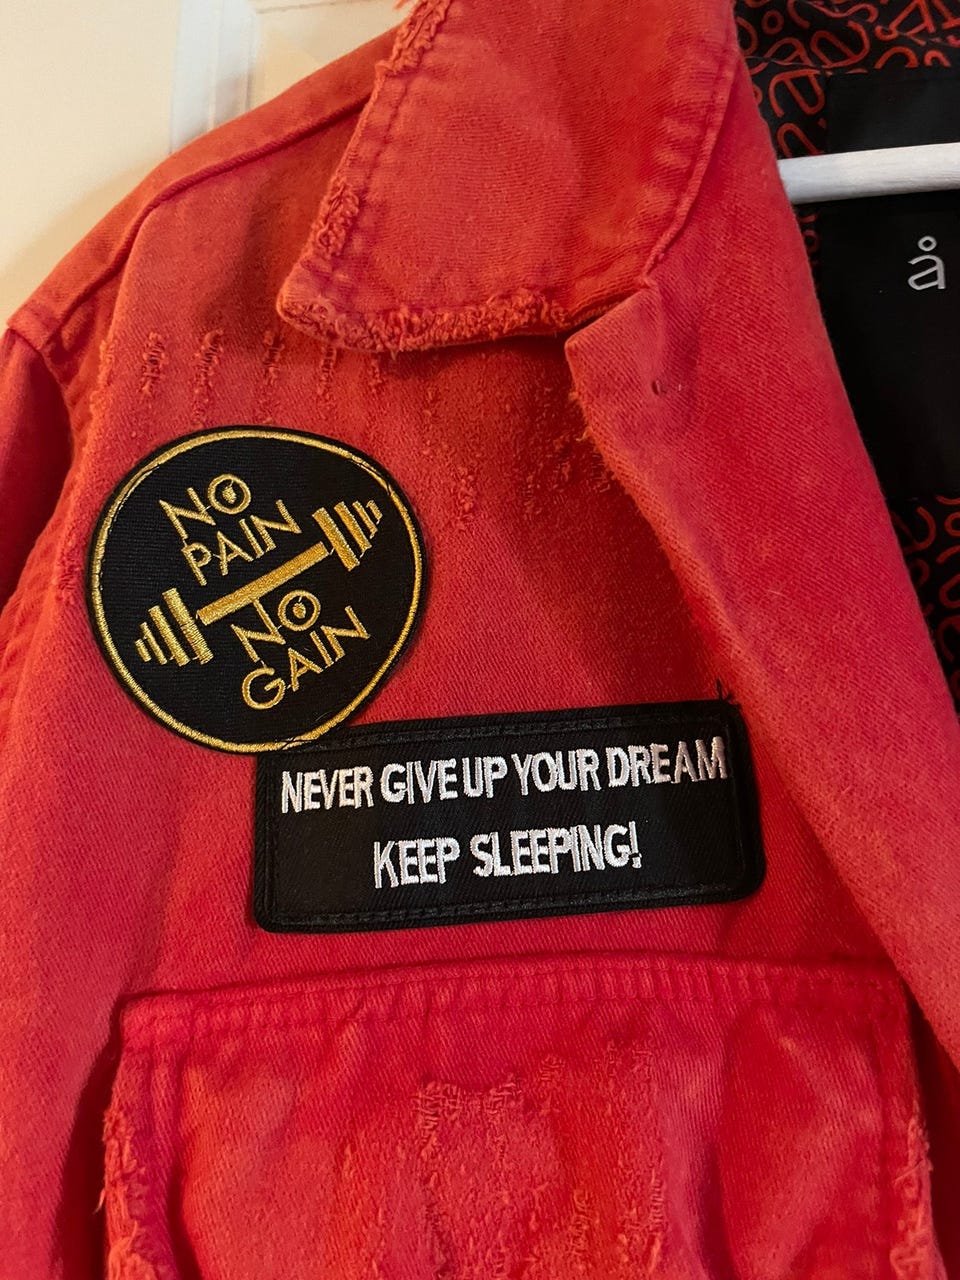 NO
PAIN
NO
GAIN
NEVER GIVE UP YOUR DREAM
KEEP SLEEPING!
å